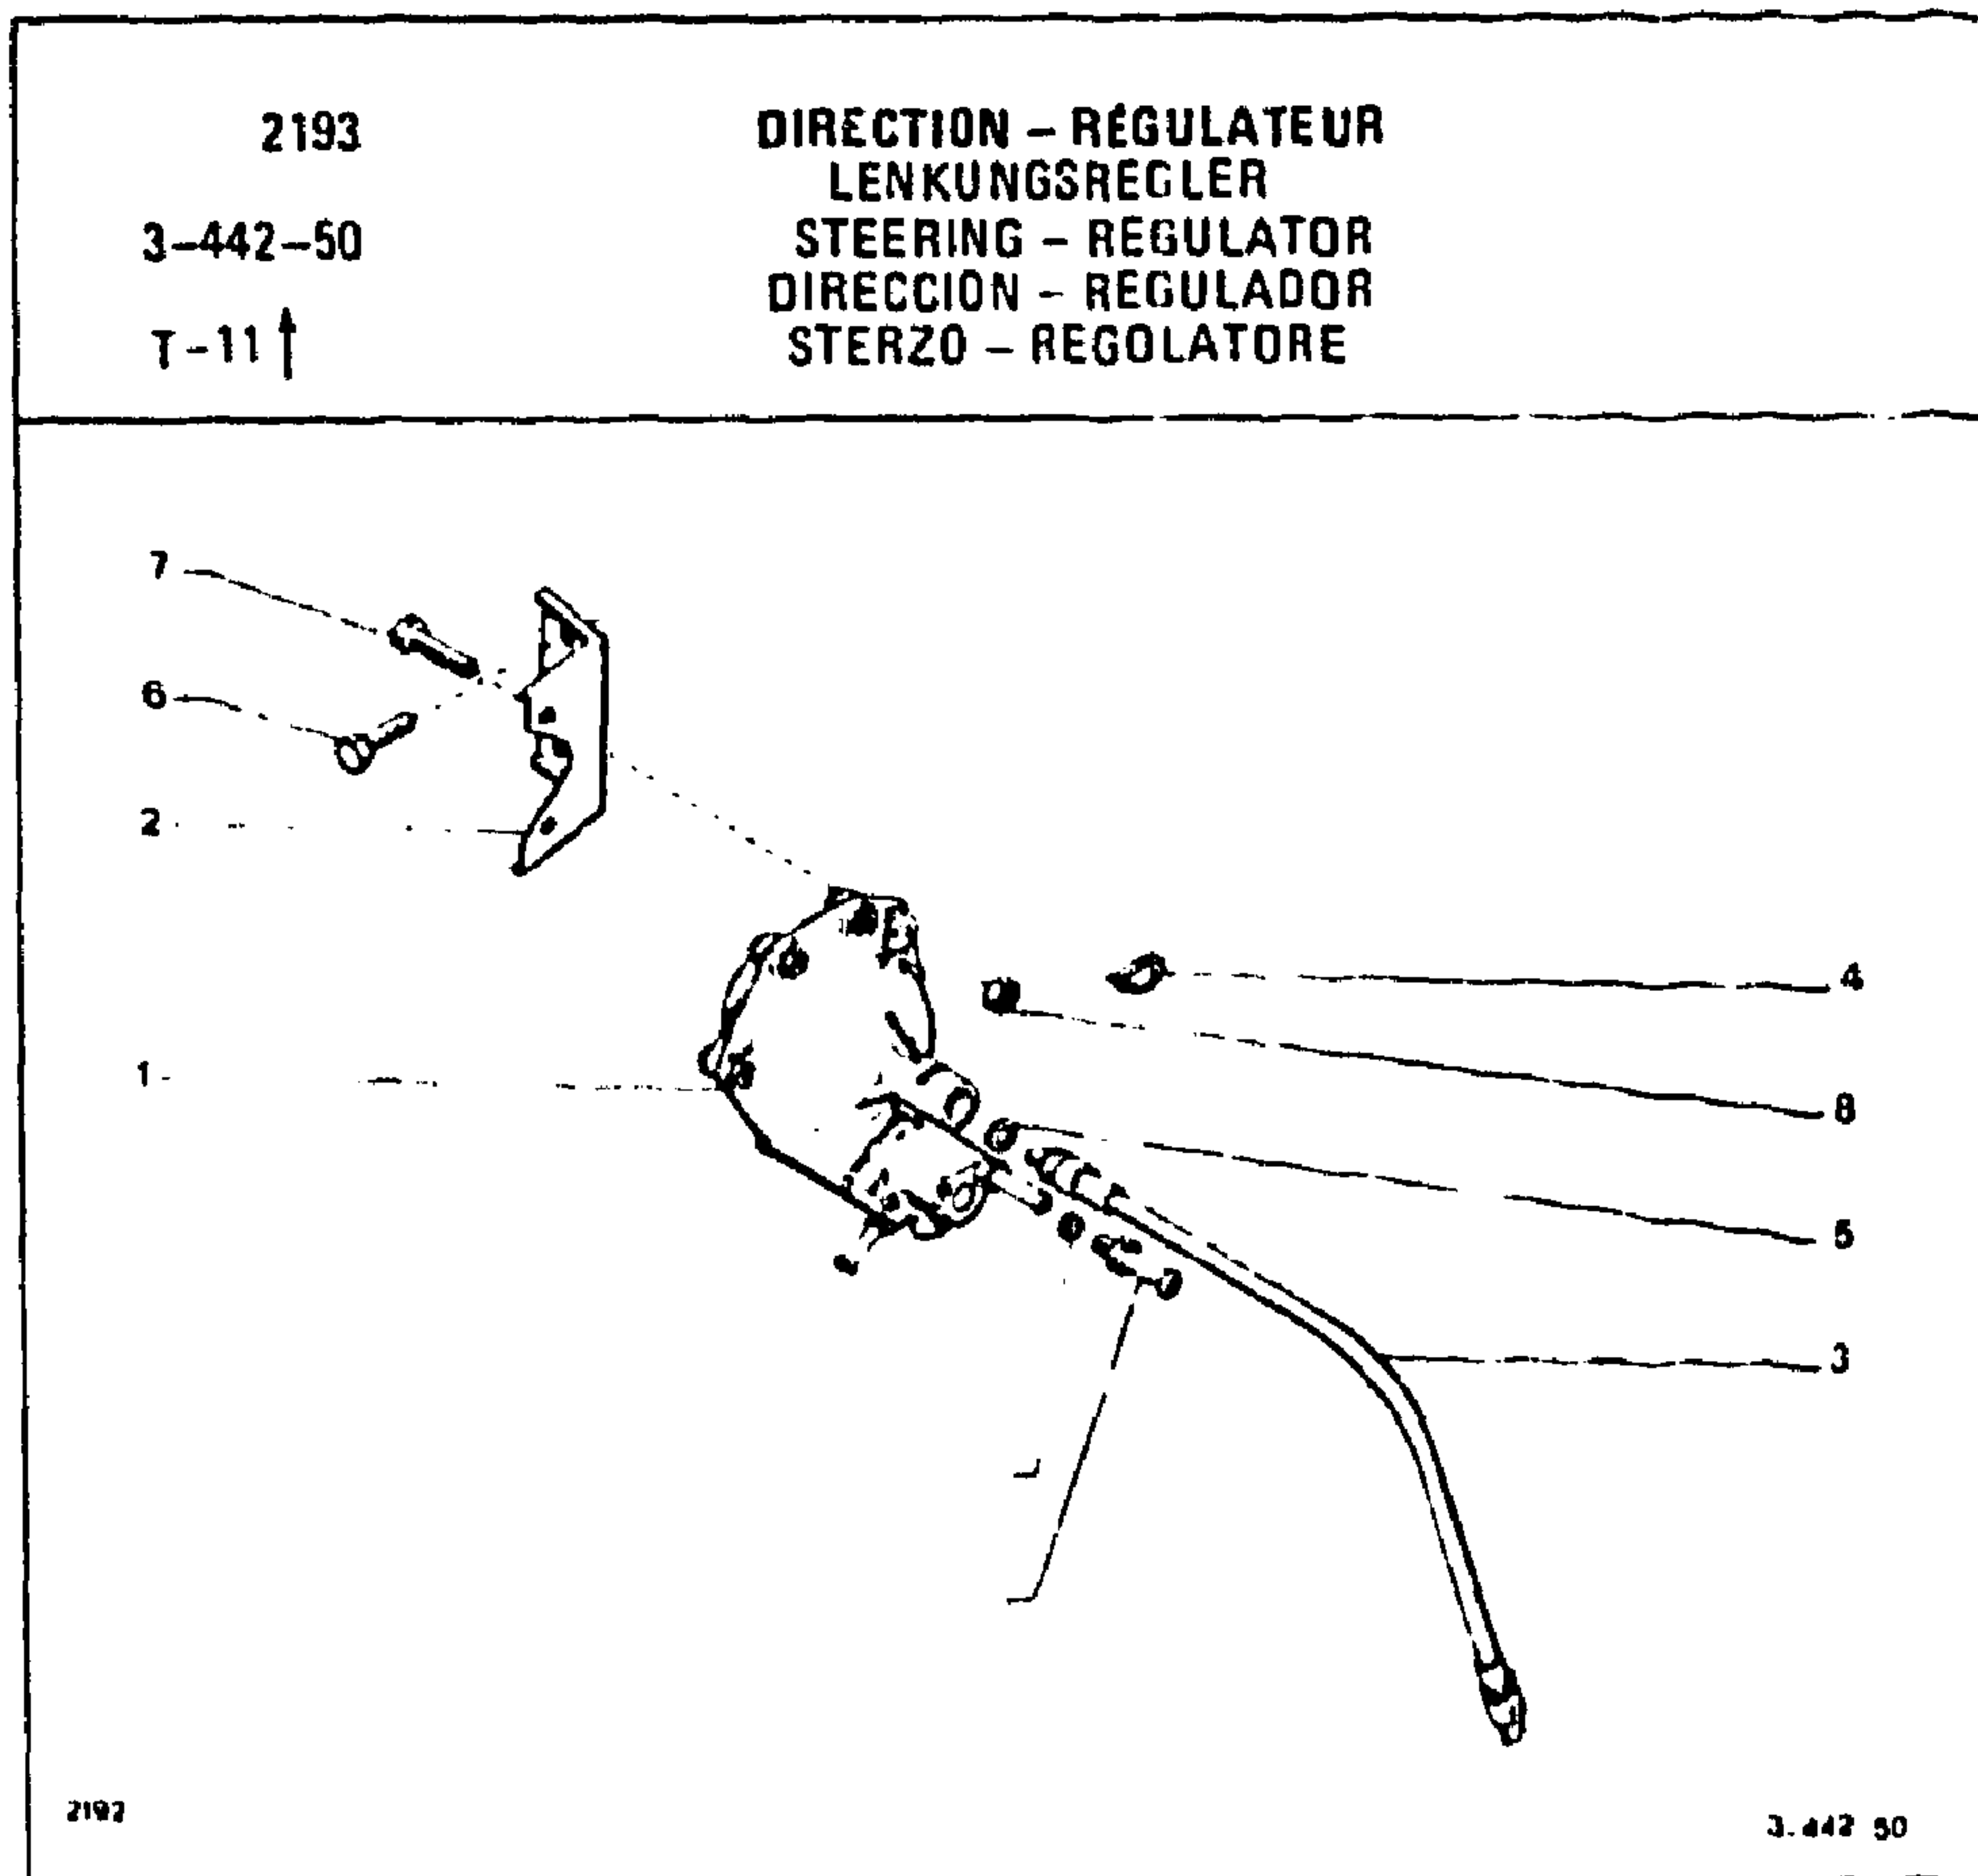 2193
3-442-50
T-11
DIRECTION – RÉGULATEUR
LENKUNGSREGLER
STEERING – REGULATOR
DIRECCION – REGULADOR
STERZO – REGOLATORE
7
6
2
1
4
8
5
3
3.442 50